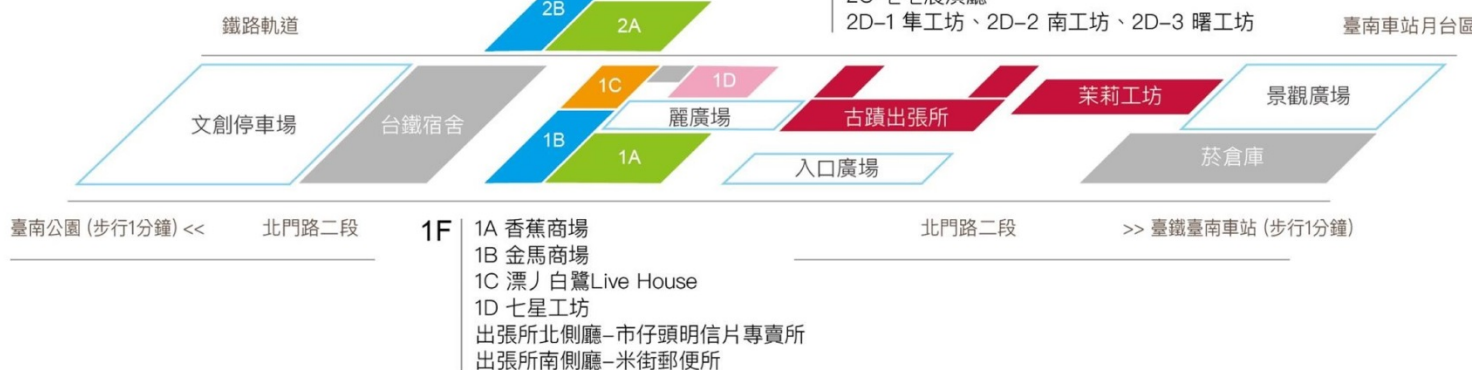 2B
2A
2D-1 隼工坊、2D-2 南工坊、2D-3 曙工坊
鐵路軌道
臺南車站月台區
1C
1D
文創停車場
台鐵宿舍
麗廣場
古蹟出張所
茉莉工坊
景觀廣場
1B
1A
入口廣場
菸倉庫
臺南公園 (步行1分鐘) <<
北門路二段
北門路二段
>> 臺鐵臺南車站 (步行1分鐘)
1F
1A 香蕉商場
1B 金馬商場
1C 漂丿白鷺Live House
1D 七星工坊
出張所北側廳-市仔頭明信片專賣所
出張所南側廳-米街郵便所